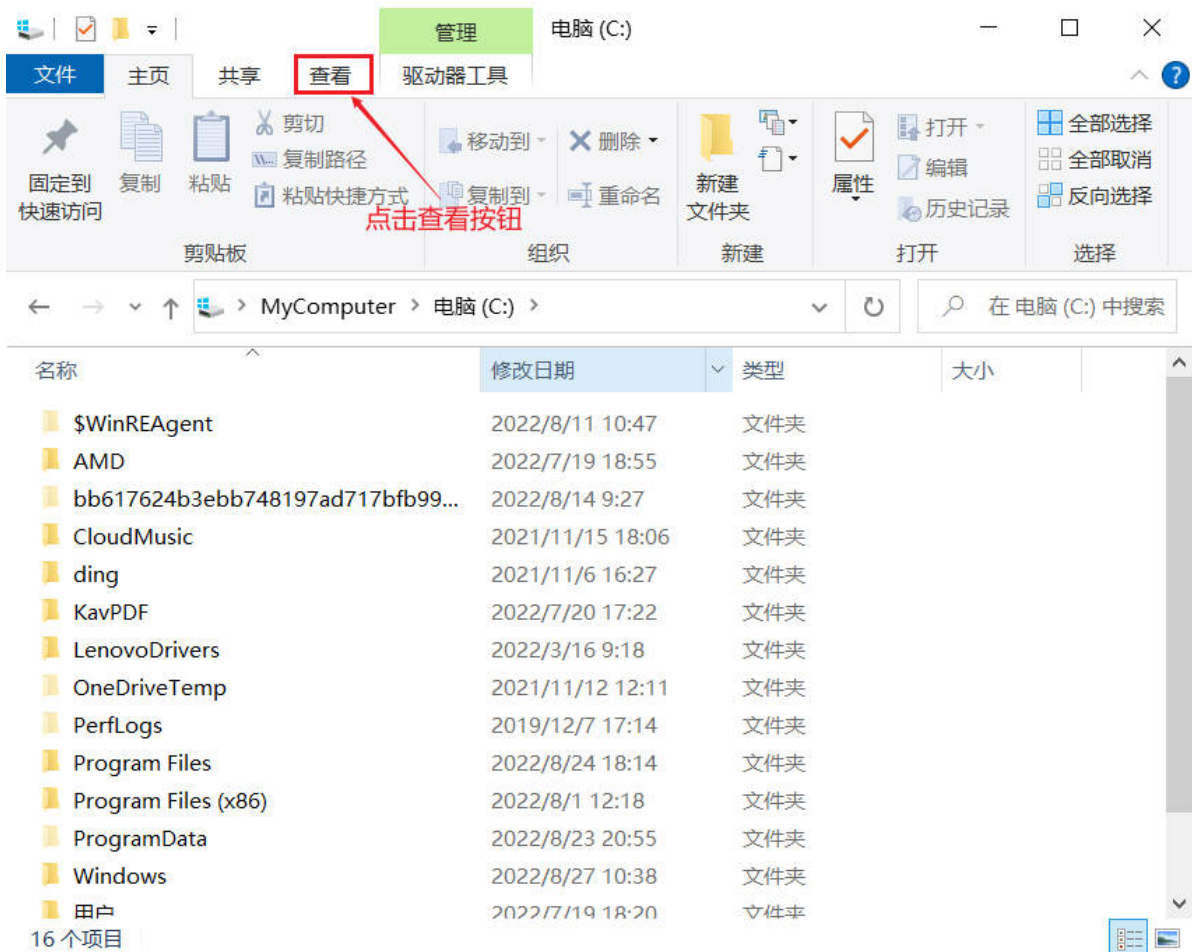 管理 电脑 (C:)
文件 主页 共享 查看 驱动器工具
固定到
快速访问
复制
粘贴
剪切
复制路径
粘贴快捷方式
剪贴板
移动到 删除
复制到 重命名
组织
新建
文件夹
新建
属性
打开
编辑
历史记录
打开
全部选择
全部取消
反向选择
选择
点击查看按钮
MyComputer 电脑 (C:) 在 电脑 (C:) 中搜索
名称 修改日期 类型 大小
$WinREAgent 2022/8/11 10:47 文件夹
AMD 2022/7/19 18:55 文件夹
bb617624b3ebb748197ad717bfb99... 2022/8/14 9:27 文件夹
CloudMusic 2021/11/15 18:06 文件夹
ding 2021/11/6 16:27 文件夹
KavPDF 2022/7/20 17:22 文件夹
LenovoDrivers 2022/3/16 9:18 文件夹
OneDriveTemp 2021/11/12 12:11 文件夹
PerfLogs 2019/12/7 17:14 文件夹
Program Files 2022/8/24 18:14 文件夹
Program Files (x86) 2022/8/1 12:18 文件夹
ProgramData 2022/8/23 20:55 文件夹
Windows 2022/8/27 10:38 文件夹
用户 2022/7/19 18:20 文件夹
16 个项目